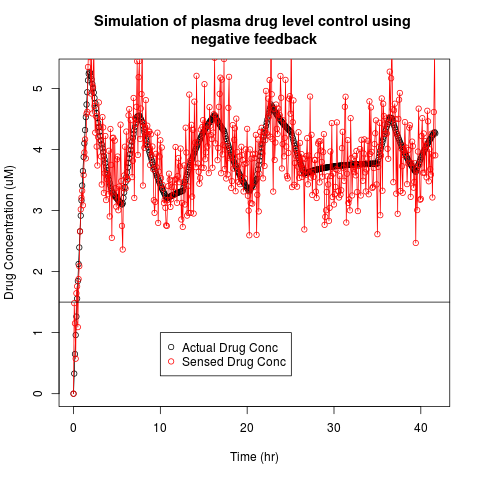 Simulation of plasma drug level control using
negative feedback
Drug Concentration (uM)
5
4
3
2
1
0
Actual Drug Conc
Sensed Drug Conc
0 10 20 30 40
Time (hr)